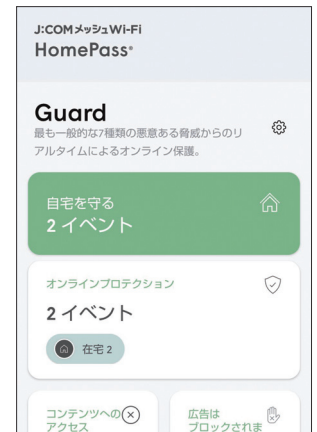 J:COMメッシュWi-Fi
HomePass®
Guard
最も一般的な7種類の悪意ある脅威からのリ
アルタイムによるオンライン保護。
自宅を守る
2 イベント
オンラインプロテクション
2 イベント
在宅 2
コンテンツへの
アクセス
広告は
ブロックされま